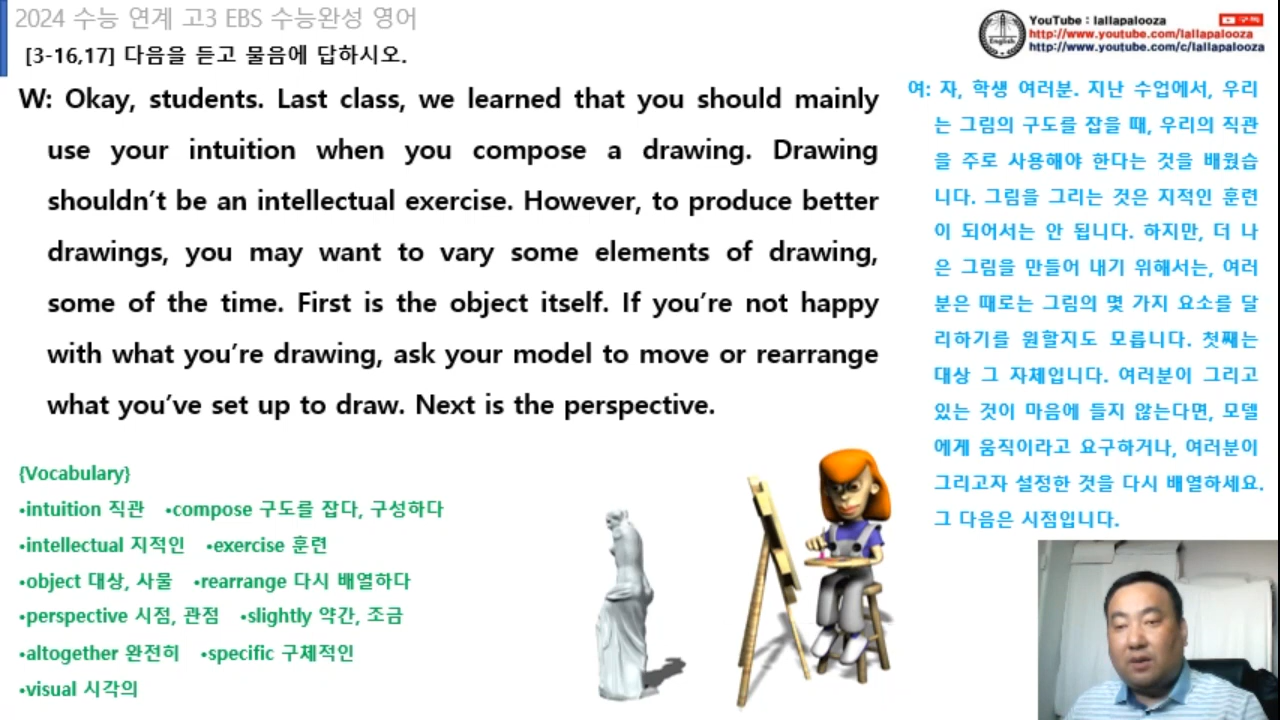 2024 수능 연계 고3 EBS 수능완성 영어
[3-16,17] 다음을 듣고 물음에 답하시오.
English
YouTube : lallapalooza
구독
http://www.youtube.com/lallapalooza
http://www.youtube.com/c/lallapalooza
W: Okay, students. Last class, we learned that you should mainly
use your intuition when you compose a drawing. Drawing
shouldn't be an intellectual exercise. However, to produce better
drawings, you may want to vary some elements of drawing,
some of the time. First is the object itself. If you're not happy
with what you're drawing, ask your model to move or rearrange
what you've set up to draw. Next is the perspective.
여: 자, 학생 여러분. 지난 수업에서, 우리
는 그림의 구도를 잡을 때, 우리의 직관
을 주로 사용해야 한다는 것을 배웠습
니다. 그림을 그리는 것은 지적인 훈련
이 되어서는 안 됩니다. 하지만, 더 나
은 그림을 만들어 내기 위해서는, 여러
분은 때로는 그림의 몇 가지 요소를 달
리하기를 원할지도 모릅니다. 첫째는
대상 그 자체입니다. 여러분이 그리고
있는 것이 마음에 들지 않는다면, 모델
에게 움직이라고 요구하거나, 여러분이
그리고자 설정한 것을 다시 배열하세요.
그 다음은 시점입니다.
{Vocabulary}
•intuition 직관 •compose 구도를 잡다, 구성하다
•intellectual 지적인 •exercise 훈련
•object 대상, 사물 •rearrange 다시 배열하다
•perspective 시점, 관점 •slightly 약간, 조금
•altogether 완전히 •specific 구체적인
•visual 시각의